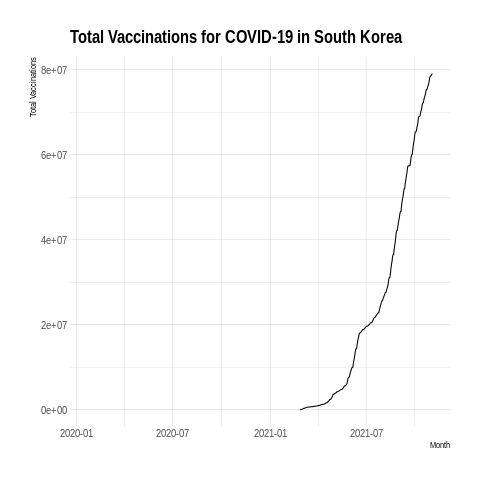 Total Vaccinations for COVID-19 in South Korea
Total Vaccinations
8e+07
6e+07
4e+07
2e+07
0e+00
2020-01 2020-07 2021-01 2021-07
Month